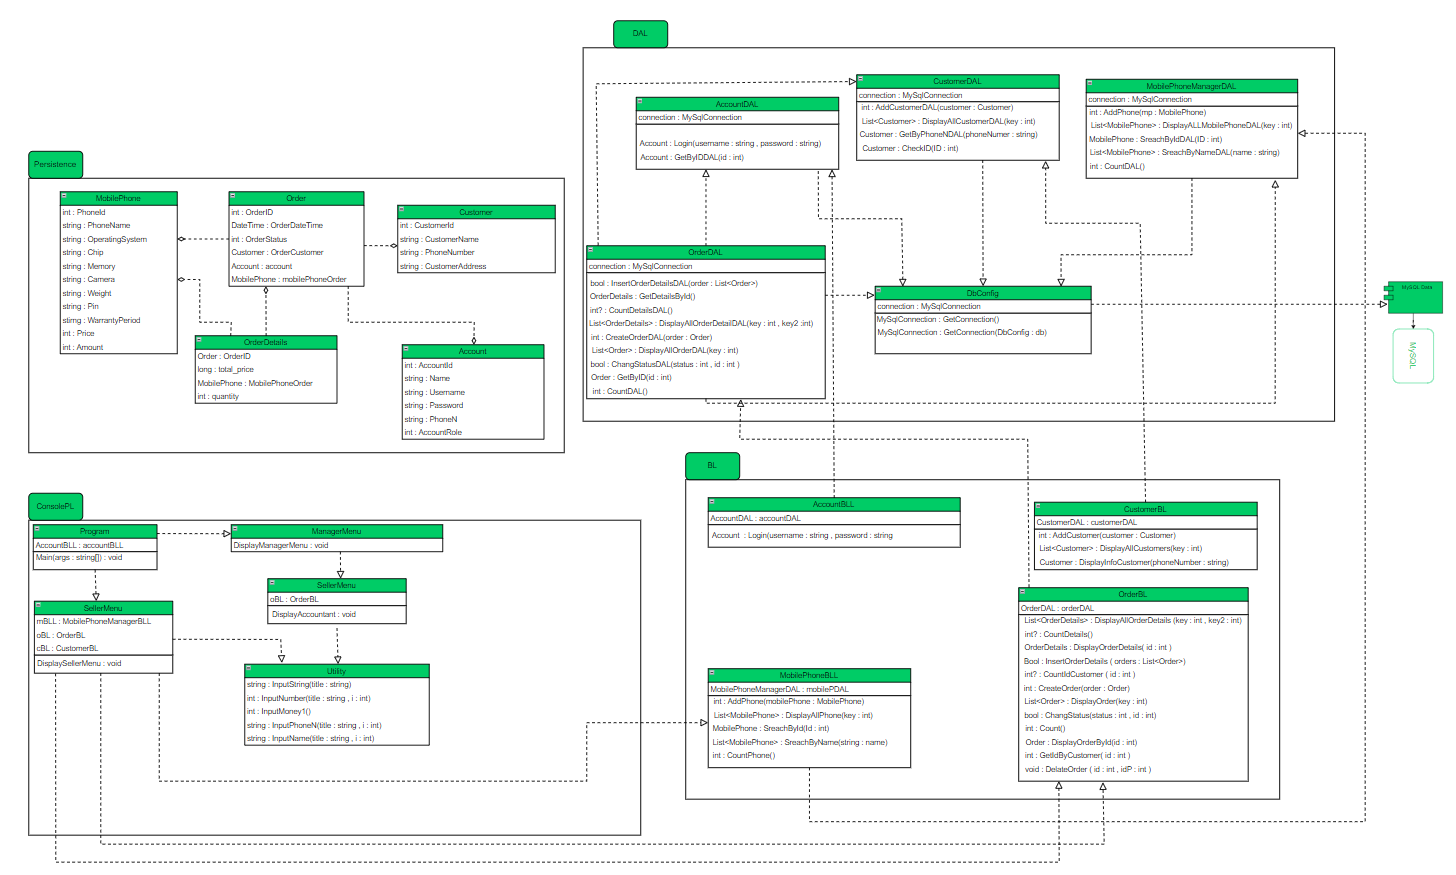 DAL
CustomerDAL
connection : MySqlConnection
int : AddCustomerDAL(customer : Customer)
List<Customer> : DisplayAllCustomerDAL(key : int)
Customer : GetByPhoneNDAL(phoneNumer : string)
Customer : CheckID(ID : int)
MobilePhoneManagerDAL
connection : MySqlConnection
int : AddPhone(mp : MobilePhone)
List<MobilePhone> : DisplayALLMobilePhoneDAL(key : int)
MobilePhone : SreachByIdDAL(ID : int)
List<MobilePhone> : SreachByNameDAL(name : string)
int : CountDAL()
AccountDAL
connection : MySqlConnection
Account : Login(username : string , password : string)
Account : GetByIDDAL(id : int)
OrderDAL
connection : MySqlConnection
bool : InsertOrderDetailsDAL(order : List<Order>)
OrderDetails : GetDetailsById()
int? : CountDetailsDAL()
List<OrderDetails> : DisplayAllOrderDetailDAL(key : int , key2 :int)
int : CreateOrderDAL(order : Order)
List<Order> : DisplayAllOrderDAL(key : int)
bool : ChangStatusDAL(status : int , id : int )
Order : GetByID(id : int)
int : CountDAL()
DbConfig
connection : MySqlConnection
MySqlConnection : GetConnection()
MySqlConnection : GetConnection(DbConfig : db)
MySQL Data
MySQL
Persistence
MobilePhone
int : PhoneId
string : PhoneName
string : OperatingSystem
string : Chip
string : Memory
string : Camera
string : Weight
string : Pin
stirng : WarrantyPeriod
int : Price
int : Amount
Order
int : OrderID
DateTime : OrderDateTime
int : OrderStatus
Customer : OrderCustomer
Account : account
MobilePhone : mobilePhoneOrder
Customer
int : CustomerId
string : CustomerName
string : PhoneNumber
string : CustomerAddress
OrderDetails
Order : OrderID
long : total_price
MobilePhone : MobilePhoneOrder
int : quantity
Account
int : AccountId
string : Name
string : Username
string : Password
string : PhoneN
int : AccountRole
BL
AccountBLL
AccountDAL : accountDAL
Account : Login(username : string , password : string
CustomerBL
CustomerDAL : customerDAL
int : AddCustomer(customer : Customer)
List<Customer> : DisplayAllCustomers(key : int)
Customer : DisplayInfoCustomer(phoneNumber : string)
OrderBL
OrderDAL : orderDAL
List<OrderDetails> : DisplayAllOrderDetails (key : int , key2 : int)
int? : CountDetails()
OrderDetails : DisplayOrderDetails( id : int )
Bool : InsertOrderDetails ( orders : List<Order>)
int? : CountIdCustomer ( id : int )
int : CreateOrder(order : Order)
List<Order> : DisplayOrder(key : int)
bool : ChangStatus(status : int , id : int)
int : Count()
Order : DisplayOrderById(id : int)
int : GetIdByCustomer( id : int )
void : DelateOrder ( id : int , idP : int )
MobilePhoneBLL
MobilePhoneManagerDAL : mobilePDAL
int : AddPhone(mobilePhone : MobilePhone)
List<MobilePhone> : DisplayAllPhone(key : int)
MobilePhone : SreachById(Id : int)
List<MobilePhone> : SreachByName(string : name)
int : CountPhone()
ConsolePL
Program
AccountBLL : accountBLL
Main(args : string[]) : void
ManagerMenu
DisplayManagerMenu : void
SellerMenu
oBL : OrderBL
DisplayAccountant : void
SellerMenu
mBLL : MobilePhoneManagerBLL
oBL : OrderBL
cBL : CustomerBL
DisplaySellerMenu : void
Utility
string : InputString(title : string)
int : InputNumber(title : string , i : int)
int : InputMoney1()
string : InputPhoneN(title : string , i : int)
string : InputName(title : string , i : int)